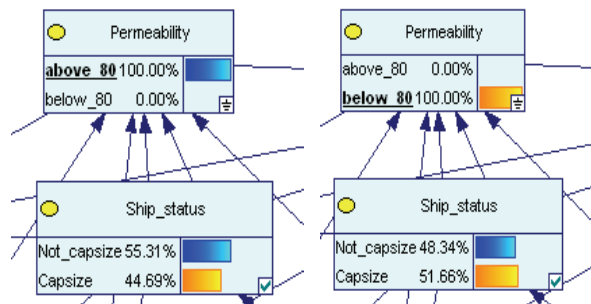 Permeability
above_80 100.00%
below_80 0.00%
Ship_status
Not_capsize 55.31%
Capsize 44.69%
Permeability
above_80 0.00%
below_80 100.00%
Ship_status
Not_capsize 48.34%
Capsize 51.66%